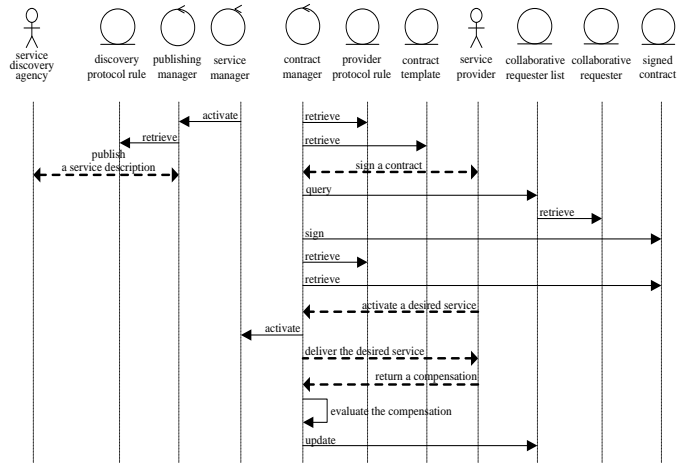 service
discovery
agency
discovery
protocol rule
publishing
manager
service
manager
contract
manager
provider
protocol rule
contract
template
service
provider
collaborative
requester list
collaborative
requester
signed
contract
activate
retrieve
retrieve
retrieve
publish
a service description
sign a contract
query
retrieve
sign
retrieve
retrieve
activate a desired service
activate
deliver the desired service
return a compensation
evaluate the compensation
update